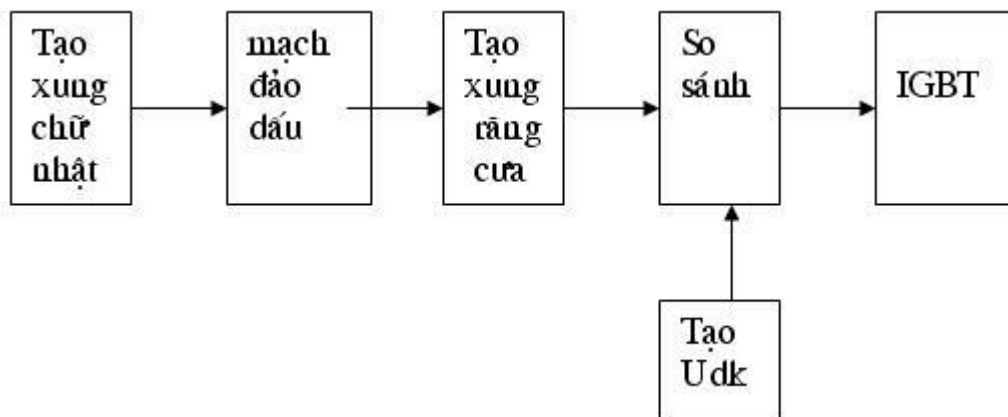 Tạo
xung
chữ
nhật
mạch
đảo
dấu
Tạo
xung
răng
cưa
So
sánh
IGBT
Tạo
Udk